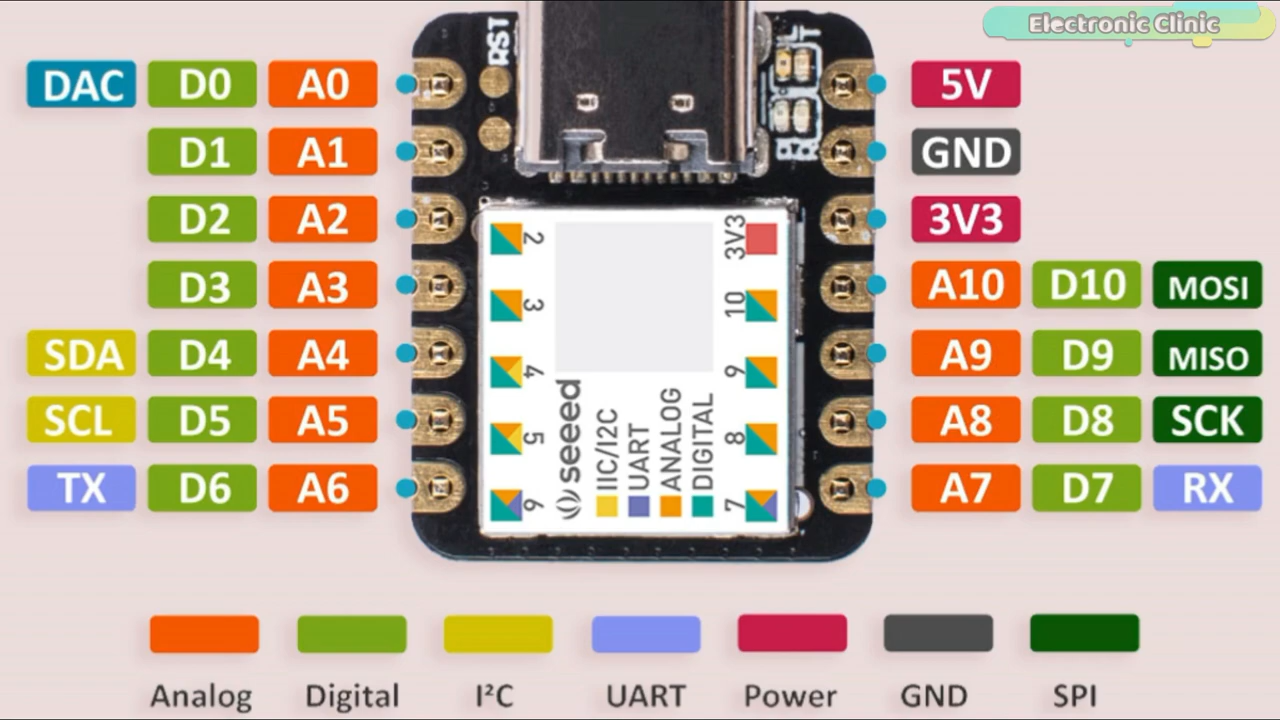 Electronic Clinic
DAC D0 A0 5V
D1 A1 GND
D2 A2 3V3
D3 A3 A10 D10 MOSI
SDA D4 A4 A9 D9 MISO
SCL D5 A5 A8 D8 SCK
TX D6 A6 A7 D7 RX
RST
L
T
R
2
3
4
5
6
3V3
10
9
8
7
seeed
IIC/I2C
UART
ANALOG
DIGITAL
Analog Digital I²C UART Power GND SPI